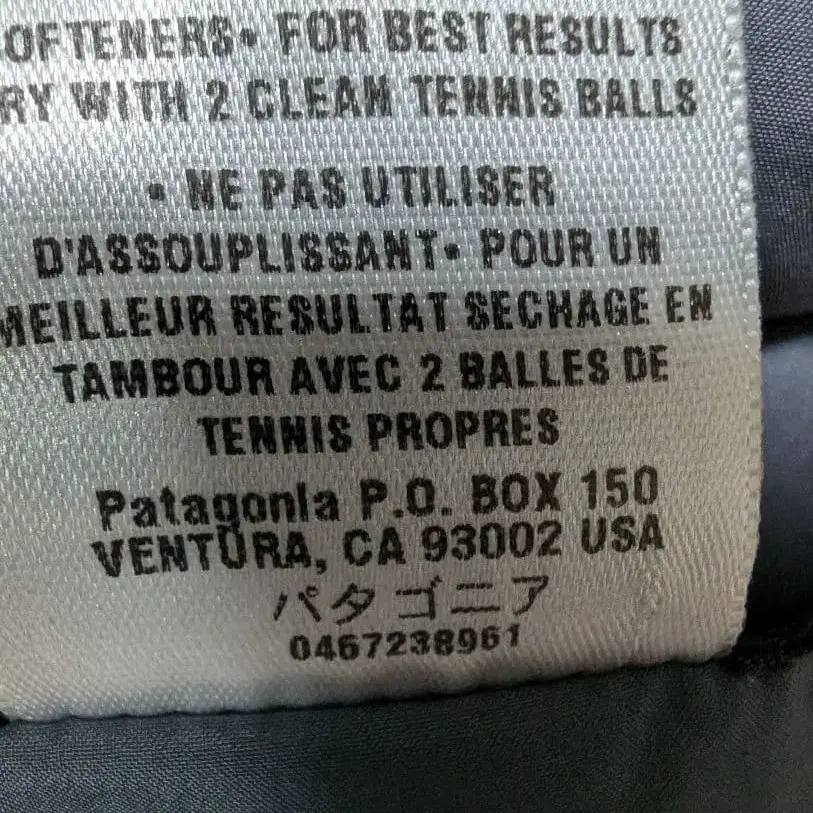 OFTENERS• FOR BEST RESULTS
RY WITH 2 CLEAN TENNIS BALLS
• NE PAS UTILISER
D'ASSOUPLISSANT• POUR UN
MEILLEUR RESULTAT SECHAGE EN
TAMBOUR AVEC 2 BALLES DE
TENNIS PROPRES
Patagonia P.O. BOX 150
VENTURA, CA 93002 USA
パタゴニア
0467238961